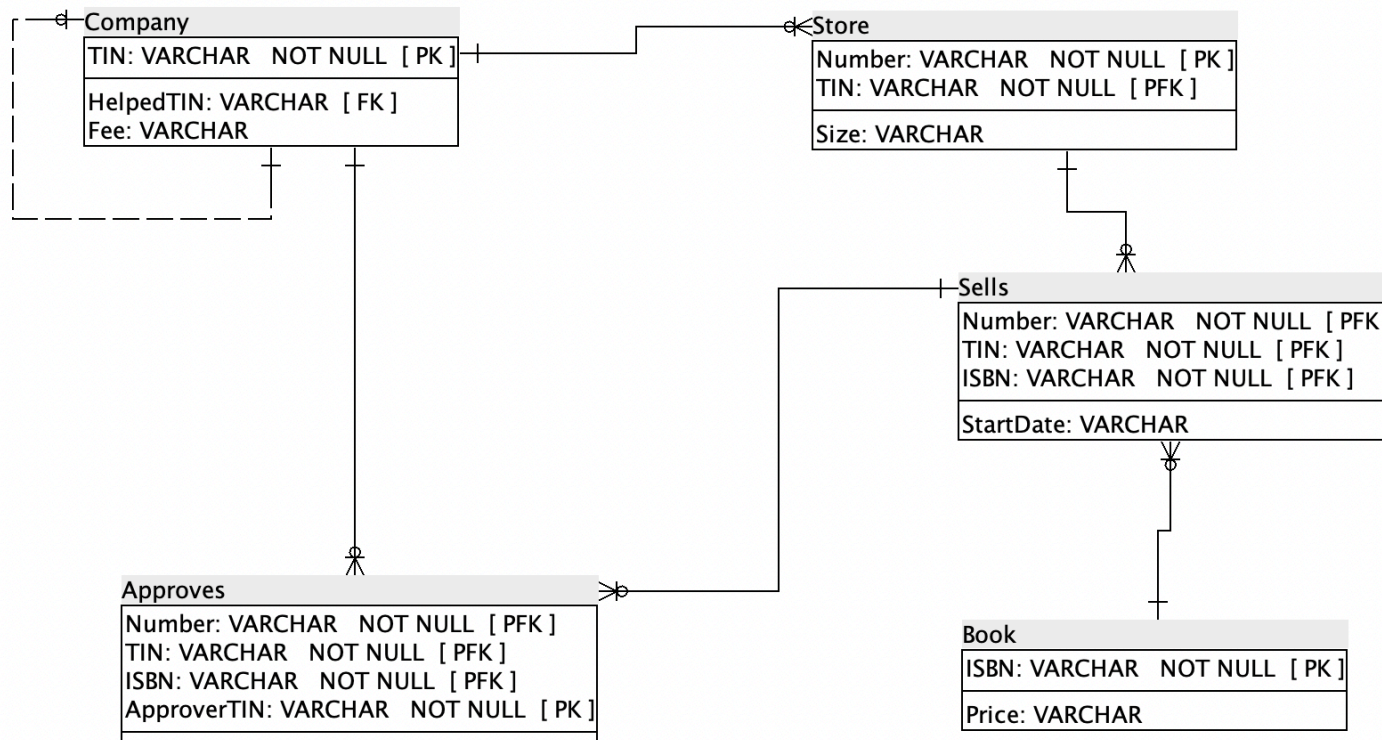 Company
TIN: VARCHAR NOT NULL [ PK ]
HelpedTIN: VARCHAR [ FK ]
Fee: VARCHAR
Store
Number: VARCHAR NOT NULL [ PK ]
TIN: VARCHAR NOT NULL [ PFK ]
Size: VARCHAR
Sells
Number: VARCHAR NOT NULL [ PFK
TIN: VARCHAR NOT NULL [ PFK ]
ISBN: VARCHAR NOT NULL [ PFK ]
StartDate: VARCHAR
Approves
Number: VARCHAR NOT NULL [ PFK ]
TIN: VARCHAR NOT NULL [ PFK ]
ISBN: VARCHAR NOT NULL [ PFK ]
ApproverTIN: VARCHAR NOT NULL [ PK ]
Book
ISBN: VARCHAR NOT NULL [ PK ]
Price: VARCHAR